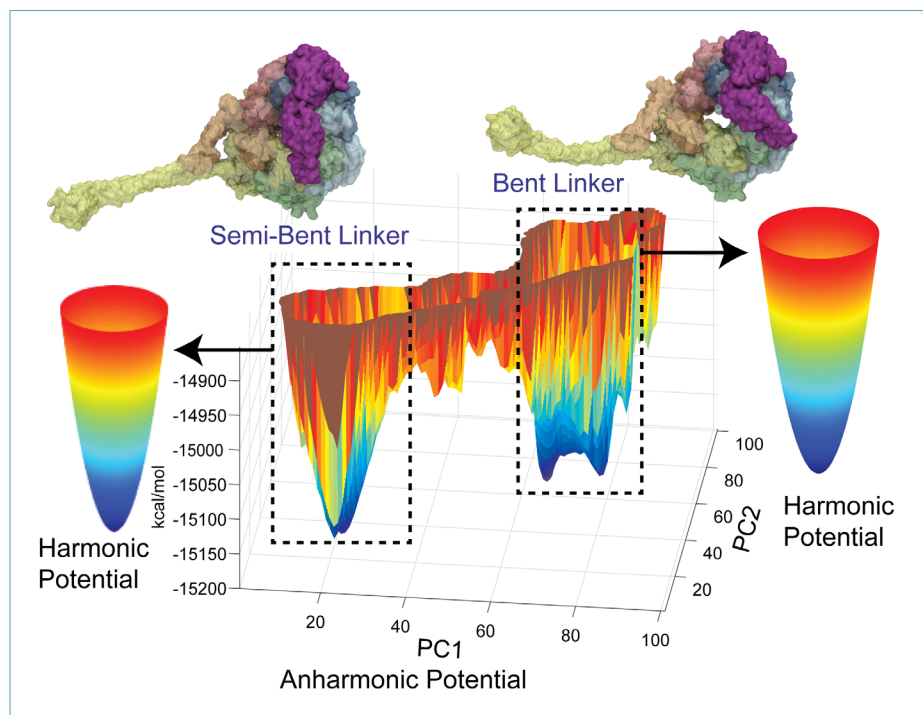 Bent Linker
Semi-Bent Linker
-14900
-14950
-15000
-15050
-15100
-15150
-15200
kcal/mol
Harmonic
Potential
20
40
60
80
100
PC1
20
40
60
80
100
PC2
Harmonic
Potential
Anharmonic Potential